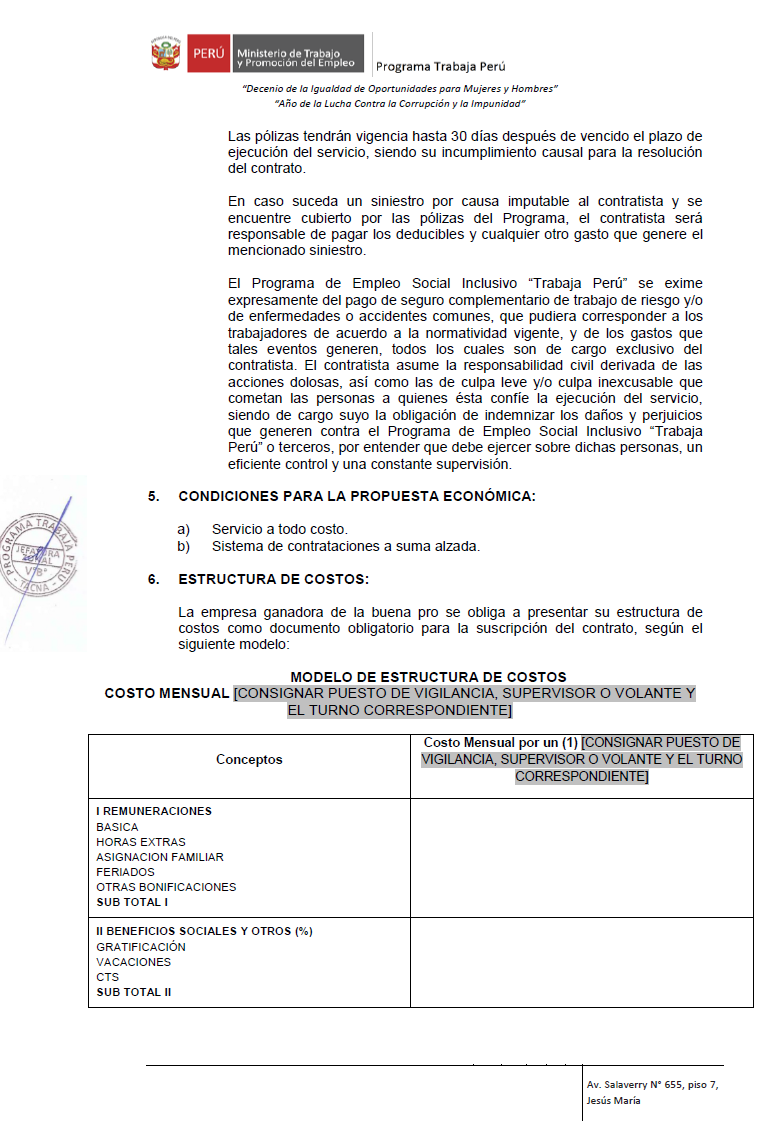 PERÚ
Ministerio de Trabajo
y Promoción del Empleo
Programa Trabaja Perú
“Decenio de la Igualdad de Oportunidades para Mujeres y Hombres”
“Año de la Lucha Contra la Corrupción y la Impunidad”
Las pólizas tendrán vigencia hasta 30 días después de vencido el plazo de
ejecución del servicio, siendo su incumplimiento causal para la resolución
del contrato.
En caso suceda un siniestro por causa imputable al contratista y se
encuentre cubierto por las pólizas del Programa, el contratista será
responsable de pagar los deducibles y cualquier otro gasto que genere el
mencionado siniestro.
El Programa de Empleo Social Inclusivo “Trabaja Perú” se exime
expresamente del pago de seguro complementario de trabajo de riesgo y/o
de enfermedades o accidentes comunes, que pudiera corresponder a los
trabajadores de acuerdo a la normatividad vigente, y de los gastos que
tales eventos generen, todos los cuales son de cargo exclusivo del
contratista. El contratista asume la responsabilidad civil derivada de las
acciones dolosas, así como las de culpa leve y/o culpa inexcusable que
cometan las personas a quienes ésta confíe la ejecución del servicio,
siendo de cargo suyo la obligación de indemnizar los daños y perjuicios
que generen contra el Programa de Empleo Social Inclusivo “Trabaja
Perú” o terceros, por entender que debe ejercer sobre dichas personas, un
eficiente control y una constante supervisión.
5. CONDICIONES PARA LA PROPUESTA ECONÓMICA:
a) Servicio a todo costo.
b) Sistema de contrataciones a suma alzada.
PROGRAMA TRABAJA PERÚ
JEFATURA
ZONAL
V°B°
- TACNA -
6. ESTRUCTURA DE COSTOS:
La empresa ganadora de la buena pro se obliga a presentar su estructura de
costos como documento obligatorio para la suscripción del contrato, según el
siguiente modelo:
MODELO DE ESTRUCTURA DE COSTOS
COSTO MENSUAL [CONSIGNAR PUESTO DE VIGILANCIA, SUPERVISOR O VOLANTE Y
EL TURNO CORRESPONDIENTE]
Conceptos
Costo Mensual por un (1) [CONSIGNAR PUESTO DE
VIGILANCIA, SUPERVISOR O VOLANTE Y EL TURNO
CORRESPONDIENTE]
I REMUNERACIONES
BASICA
HORAS EXTRAS
ASIGNACION FAMILIAR
FERIADOS
OTRAS BONIFICACIONES
SUB TOTAL I
II BENEFICIOS SOCIALES Y OTROS (%)
GRATIFICACIÓN
VACACIONES
CTS
SUB TOTAL II
Av. Salaverry N° 655, piso 7,
Jesús María